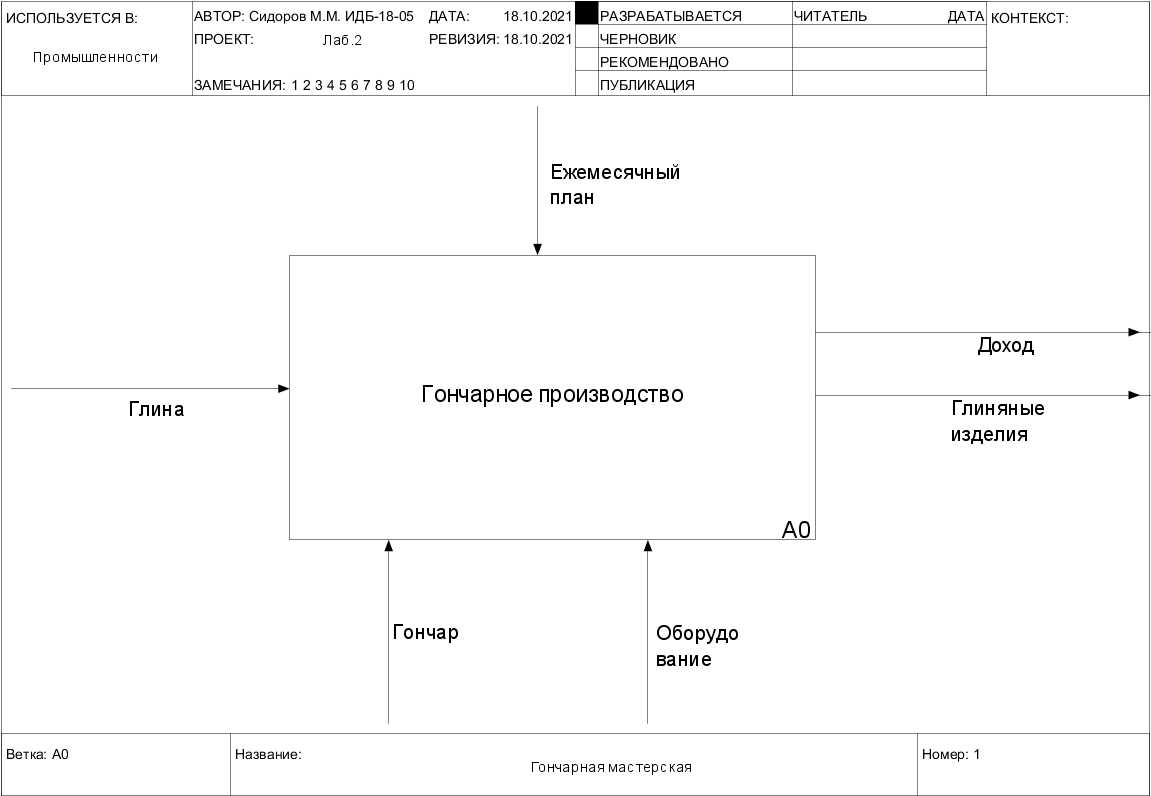 ИСПОЛЬЗУЕТСЯ В:
Промышленности
АВТОР: Сидоров М.М. ИДБ-18-05 ДАТА: 18.10.2021
ПРОЕКТ: Лаб.2 РЕВИЗИЯ: 18.10.2021
ЗАМЕЧАНИЯ: 1 2 3 4 5 6 7 8 9 10
РАЗРАБАТЫВАЕТСЯ
ЧЕРНОВИК
РЕКОМЕНДОВАНО
ПУБЛИКАЦИЯ
ЧИТАТЕЛЬ ДАТА
КОНТЕКСТ:
Ежемесячный
план
Доход
Гончарное производство
Глина
Глиняные
изделия
A0
Гончар
Оборудо
вание
Ветка: A0
Название:
Гончарная мастерская
Номер: 1